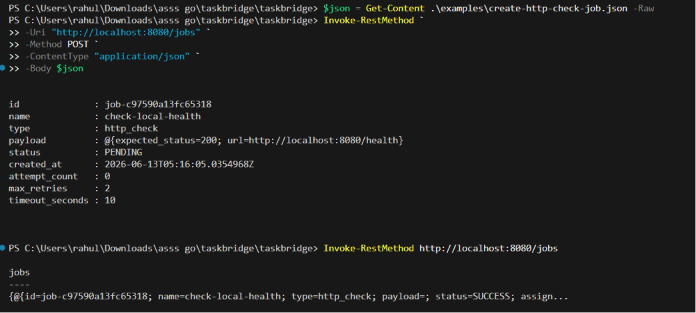 PS C:\Users\rahul\Downloads\asss go\taskbridge\taskbridge> $json = Get-Content .\examples\create-http-check-job.json -Raw
PS C:\Users\rahul\Downloads\asss go\taskbridge\taskbridge> Invoke-RestMethod `
>> -Uri "http://localhost:8080/jobs" `
>> -Method POST `
>> -ContentType "application/json" `
>> -Body $json
id : job-c97590a13fc65318
name : check-local-health
type : http_check
payload : @{expected_status=200; url=http://localhost:8080/health}
status : PENDING
created_at : 2026-06-13T05:16:05.0354968Z
attempt_count : 0
max_retries : 2
timeout_seconds : 10
PS C:\Users\rahul\Downloads\asss go\taskbridge\taskbridge> Invoke-RestMethod http://localhost:8080/jobs
jobs
----
{@{id=job-c97590a13fc65318; name=check-local-health; type=http_check; payload=; status=SUCCESS; assign...